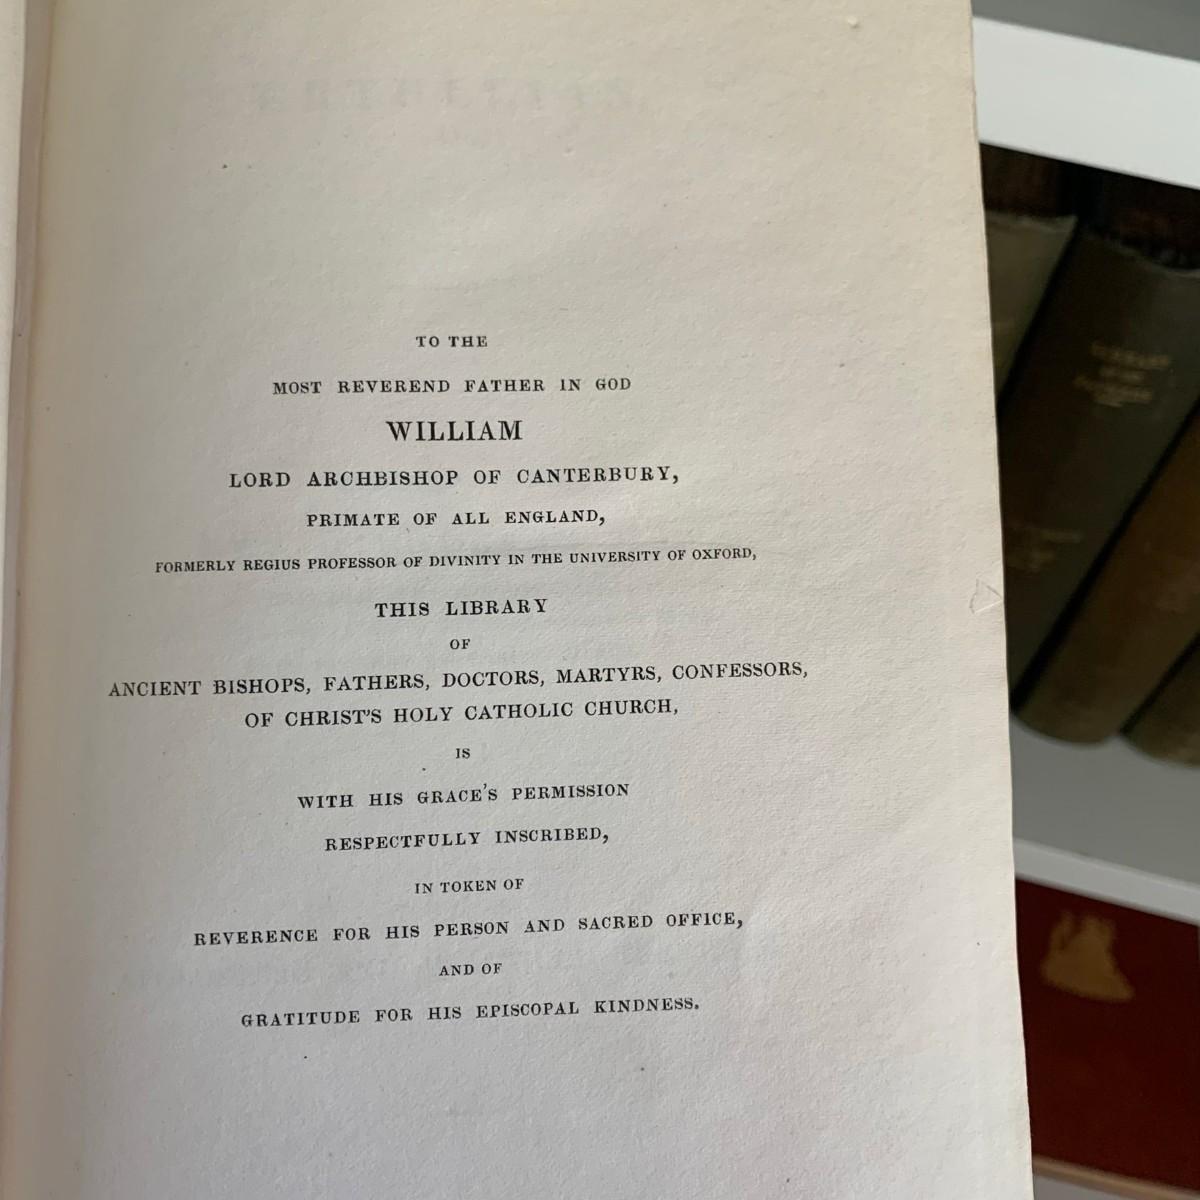 TO THE
MOST REVEREND FATHER IN GOD
WILLIAM
LORD ARCHBISHOP OF CANTERBURY,
PRIMATE OF ALL ENGLAND,
FORMERLY REGIUS PROFESSOR OF DIVINITY IN THE UNIVERSITY OF OXFORD,
THIS LIBRARY
OF
ANCIENT BISHOPS, FATHERS, DOCTORS, MARTYRS, CONFESSORS,
OF CHRIST'S HOLY CATHOLIC CHURCH,
IS
WITH HIS GRACE'S PERMISSION
RESPECTFULLY INSCRIBED,
IN TOKEN OF
REVERENCE FOR HIS PERSON AND SACRED OFFICE,
AND OF
GRATITUDE FOR HIS EPISCOPAL KINDNESS.